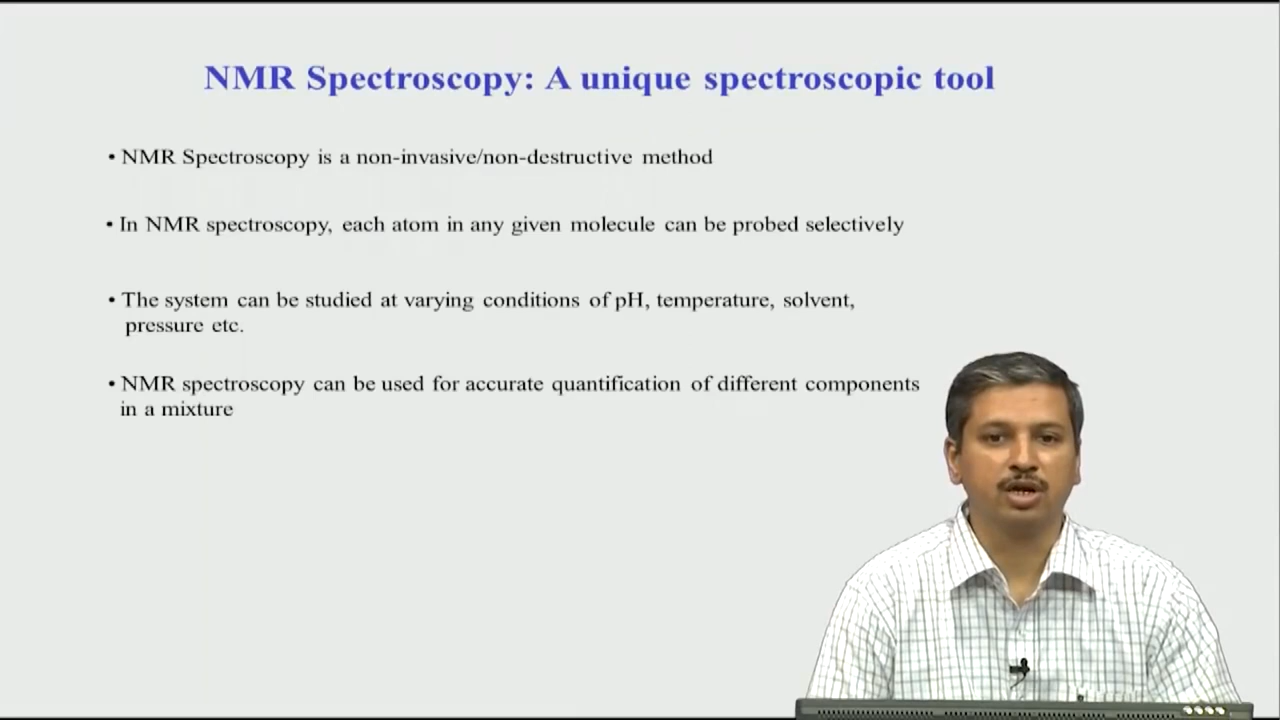 NMR Spectroscopy: A unique spectroscopic tool
• NMR Spectroscopy is a non-invasive/non-destructive method
• In NMR spectroscopy, each atom in any given molecule can be probed selectively
• The system can be studied at varying conditions of pH, temperature, solvent,
pressure etc.
• NMR spectroscopy can be used for accurate quantification of different components
in a mixture